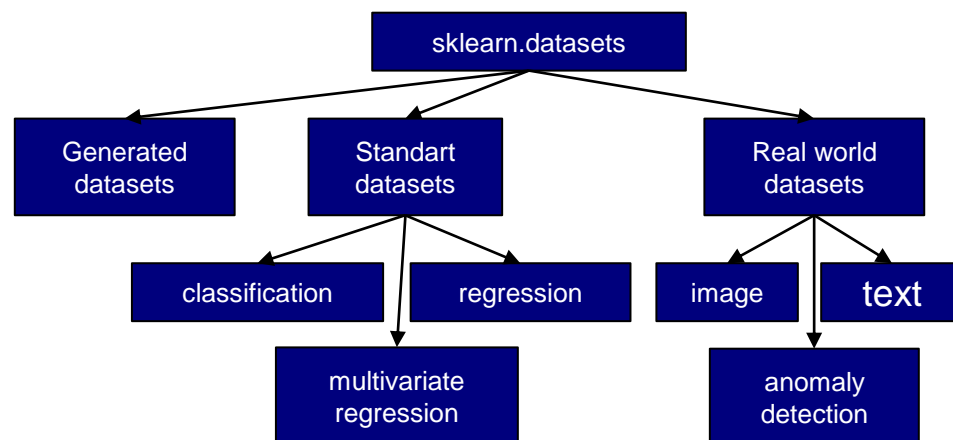 sklearn.datasets
Generated
datasets
Standart
datasets
Real world
datasets
classification
regression
image
text
multivariate
regression
anomaly
detection